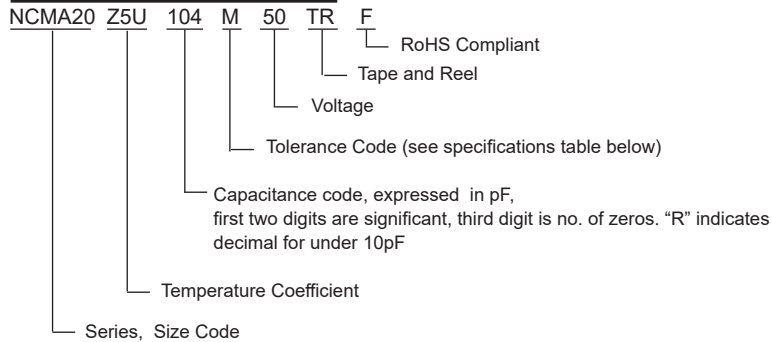 NCMA20 Z5U 104 M 50 TR F
RoHS Compliant
Tape and Reel
Voltage
Tolerance Code (see specifications table below)
Capacitance code, expressed in pF,
first two digits are significant, third digit is no. of zeros. “R” indicates
decimal for under 10pF
Temperature Coefficient
Series, Size Code